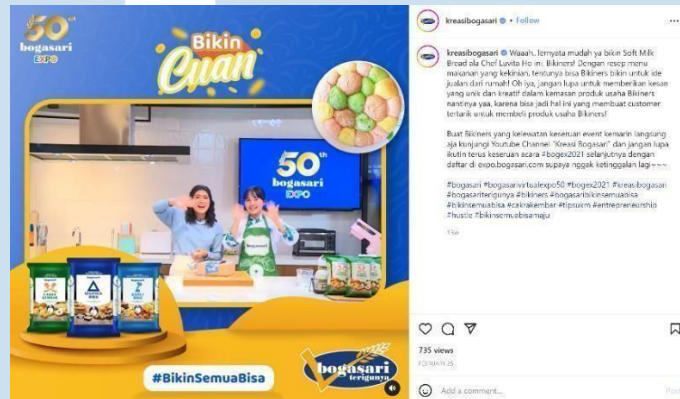 50th
bogasari
EXPO
Bikin
Cuan
50th
bogasari
EXPO
bogasari
#BikinSemuaBisa
bogasari
terigunya
kreasibogasari • Follow
kreasibogasari Waaah.. Ternyata mudah ya bikin Soft Milk
Bread ala Chef Luvita Ho ini, Bikiners! Dengan resep menu
makanan yang kekinian, tentunya bisa Bikiners bikin untuk ide
jualan dari rumah! Oh iya, jangan lupa untuk memberikan kesan
yang unik dan kreatif dalam kemasan produk usaha Bikiners
nantinya yaa, karena bisa jadi hal ini yang membuat customer
tertarik untuk membeli produk usaha Bikiners!
Buat Bikiners yang kelewatan keseruan event kemarin langsung
aja kunjungi Youtube Channel "Kreasi Bogasari" dan jangan lupa
ikutin terus keseruan acara #bogex2021 selanjutnya dengan
daftar di expo.bogasari.com supaya nggak ketinggalan lagi~~~
#bogasari #bogasarivirtualexpo50 #bogex2021 #kreasibogasari
#bogasariterigunya #bikiners #bogasaribikinsemuabisa
#bikinsemuabisa #cakrakembar #tipsukm #entrepreneurship
#hustle #bikinsemuabisamaju
735 views
Add a comment...
Post